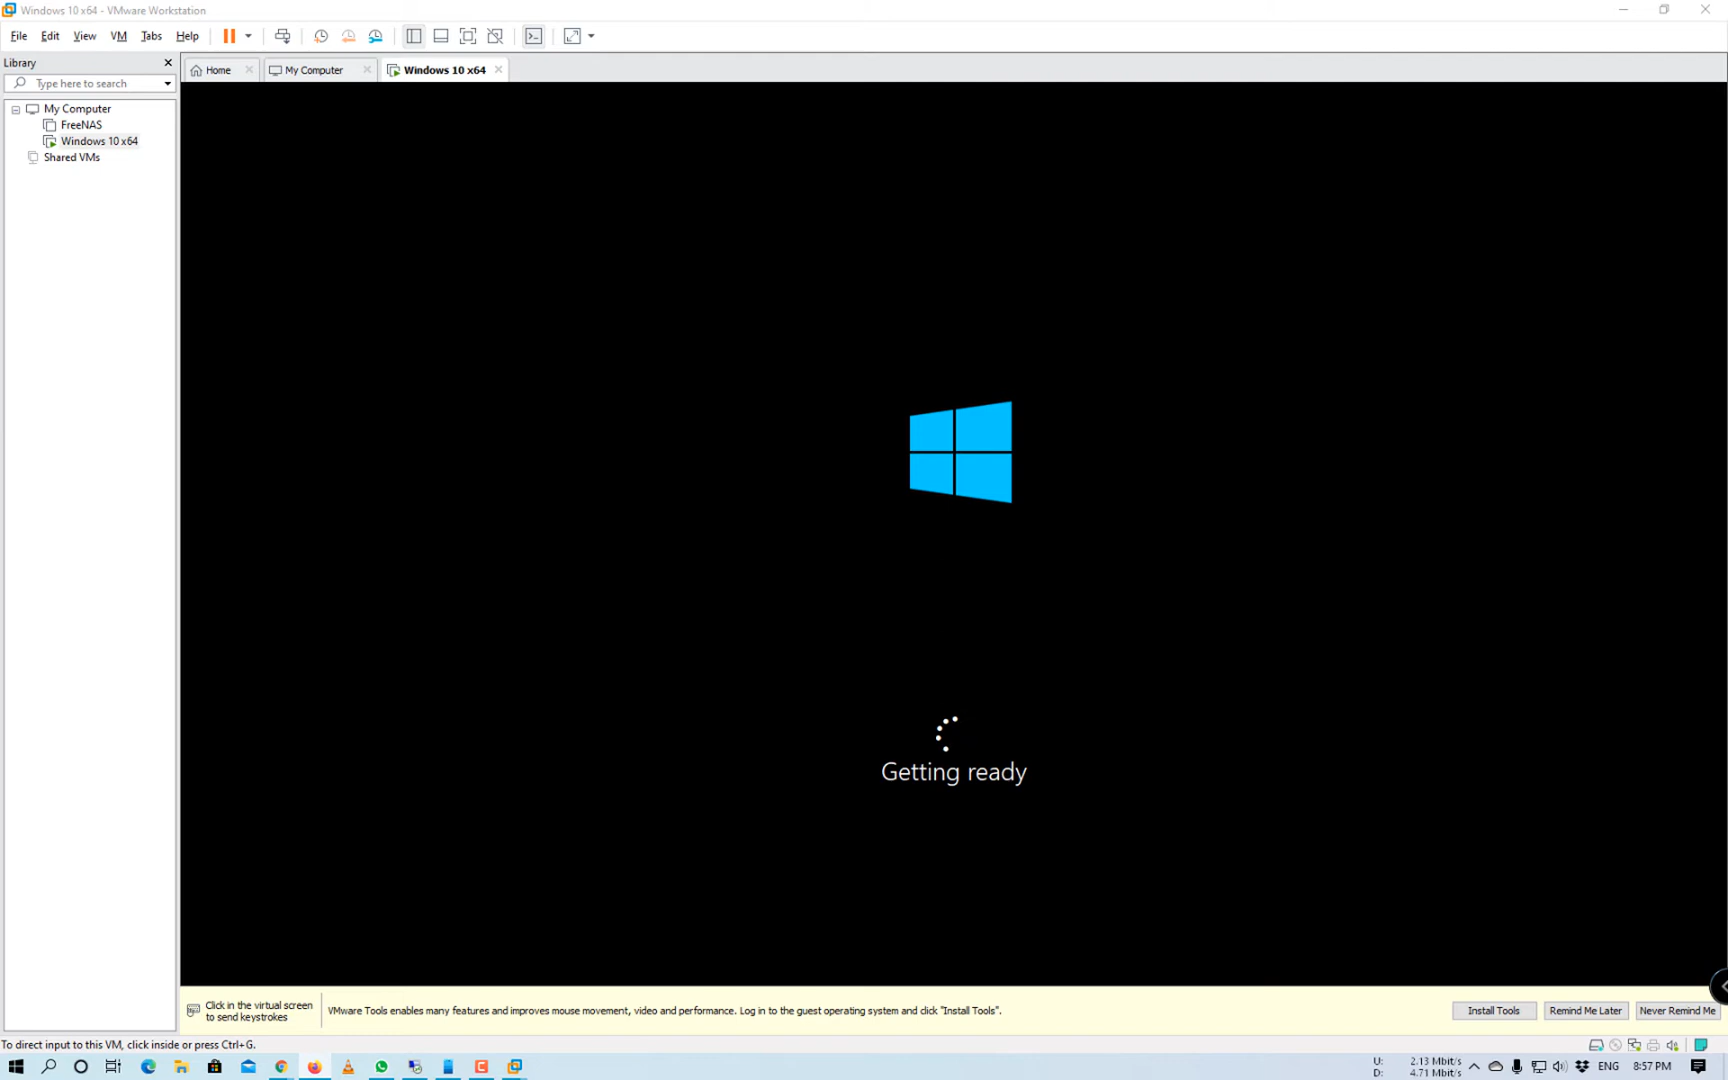 Windows 10 x64 - VMware Workstation
File Edit View VM Tabs Help
Library
Type here to search
Home
My Computer
Windows 10 x64
My Computer
FreeNAS
Windows 10 x64
Shared VMs
Getting ready
Click in the virtual screen
to send keystrokes
VMware Tools enables many features and improves mouse movement, video and performance. Log in to the guest operating system and click "Install Tools".
Install Tools
Remind Me Later
Never Remind Me
To direct input to this VM, click inside or press Ctrl+G.
U: 2.13 Mbit/s
D: 4.71 Mbit/s
ENG
8:57 PM